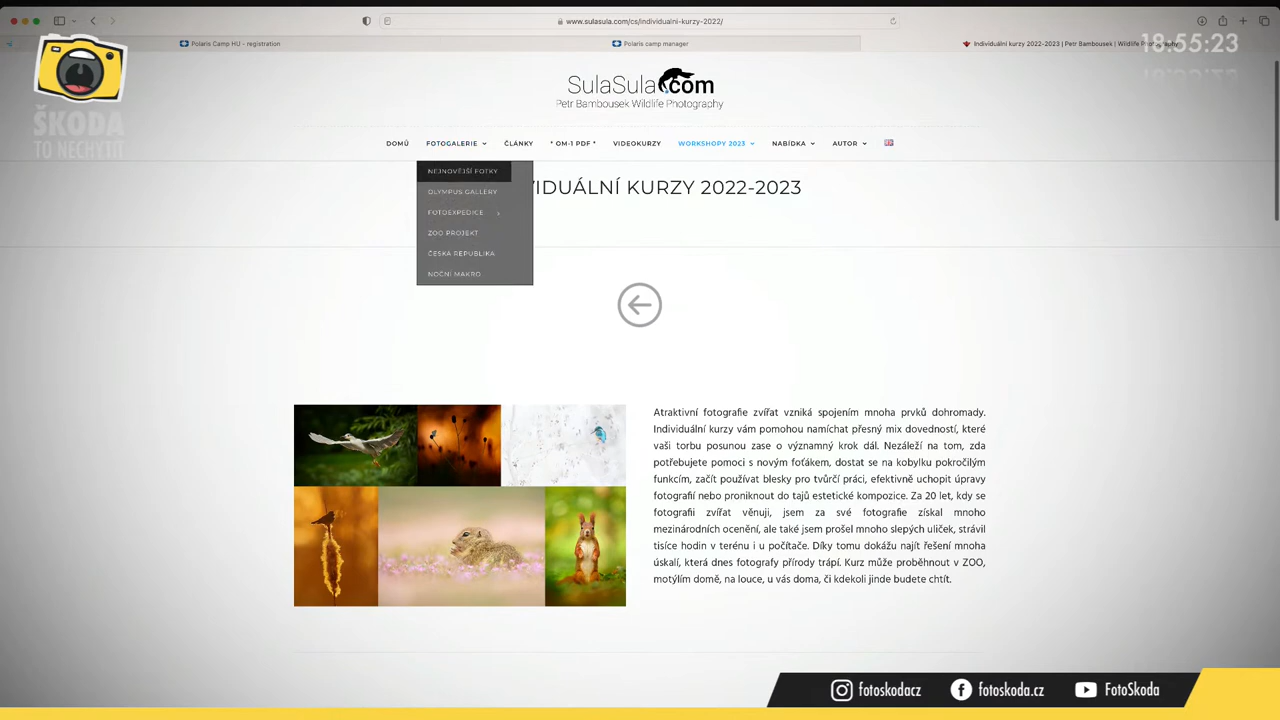 www.sulasula.com/cs/individualni-kurzy-2022/
Polaris Camp HU - registration
Polaris camp manager
Individuální kurzy 2022-2023 | Petr Bambousek | Wildlife Photography
18:55:23
ŠKODA
TO NECHYTIT
SulaSula.com
Petr Bambousek Wildlife Photography
DOMŮ FOTOGALERIE ČLÁNKY * OM-1 PDF * VIDEOKURZY WORKSHOPY 2023 NABÍDKA AUTOR
NEJNOVĚJŠÍ FOTKY
OLYMPUS GALLERY
FOTOEXPEDICE
ZOO PROJEKT
ČESKA REPUBLIKA
NOČNÍ MAKRO
VIDUÁLNÍ KURZY 2022-2023
Atraktivní fotografie zvířat vzniká spojením mnoha prvků dohromady.
Individuální kurzy vám pomohou namíchat přesný mix dovedností, které
vaši torbu posunou zase o významný krok dál. Nezáleží na tom, zda
potřebujete pomoci s novým foťákem, dostat se na kobylku pokročilým
funkcím, začít používat blesky pro tvůrčí práci, efektivně uchopit úpravy
fotografií nebo proniknout do tajů estetické kompozice. Za 20 let, kdy se
fotografii zvířat věnuji, jsem za své fotografie získal mnoho
mezinárodních ocenění, ale také jsem prošel mnoho slepých uliček, strávil
tisíce hodin v terénu i u počítače. Díky tomu dokážu najít řešení mnoha
úskalí, která dnes fotografy přírody trápí. Kurz může proběhnout v ZOO,
motýlím domě, na louce, u vás doma, či kdekoli jinde budete chtít.
fotoskodacz fotoskoda.cz FotoSkoda